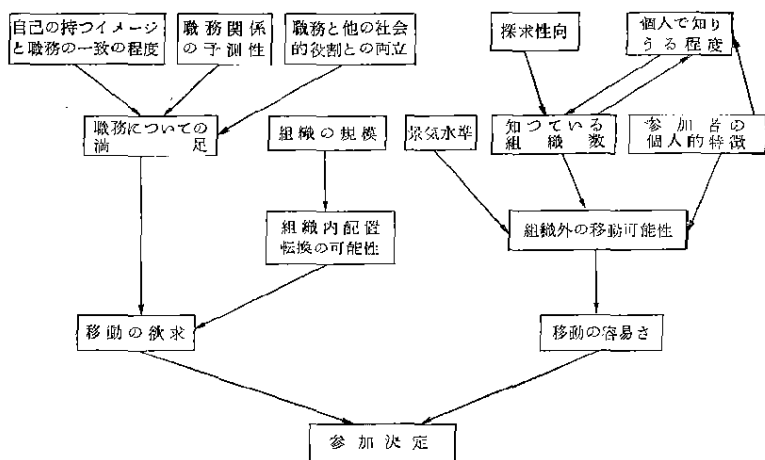 自己の持つイメージ
と職務の一致の程度
職務関係
の予測性
職務と他の社会
的役割との両立
探求性向
個人で知り
うる程度
職務についての
満足
組織の規模
景気水準
知つている
組織数
参加者の
個人的特徴
組織内配置
転換の可能性
組織外の移動可能性
移動の欲求
移動の容易さ
参加決定